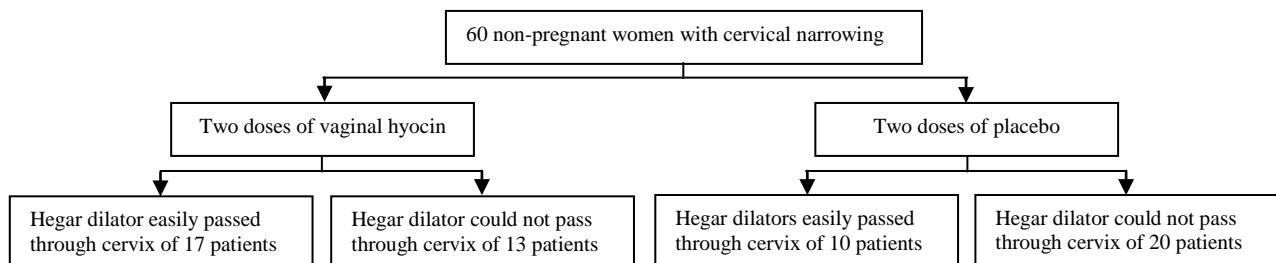 60 non-pregnant women with cervical narrowing
Two doses of vaginal hyocin
Two doses of placebo
Hegar dilator easily passed
through cervix of 17 patients
Hegar dilator could not pass
through cervix of 13 patients
Hegar dilators easily passed
through cervix of 10 patients
Hegar dilator could not pass
through cervix of 20 patients